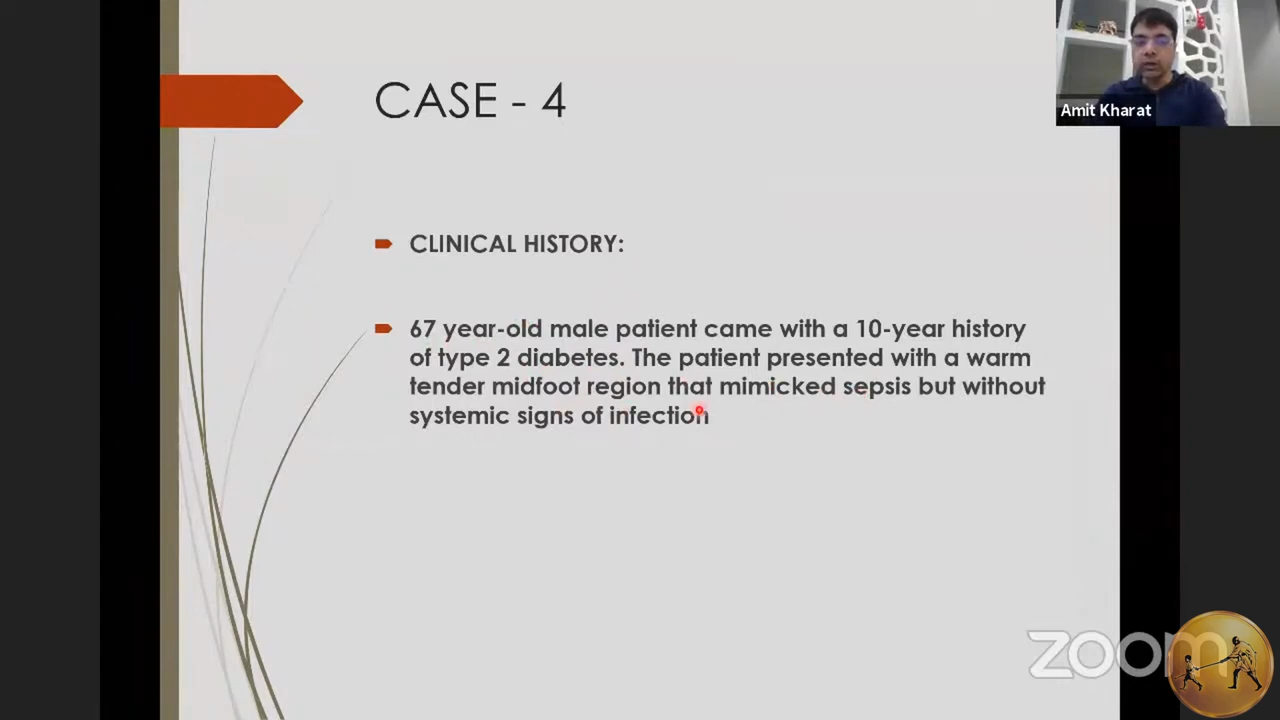 CASE - 4
Amit Kharat
CLINICAL HISTORY:
67 year-old male patient came with a 10-year history
of type 2 diabetes. The patient presented with a warm
tender midfoot region that mimicked sepsis but without
systemic signs of infection
zoom